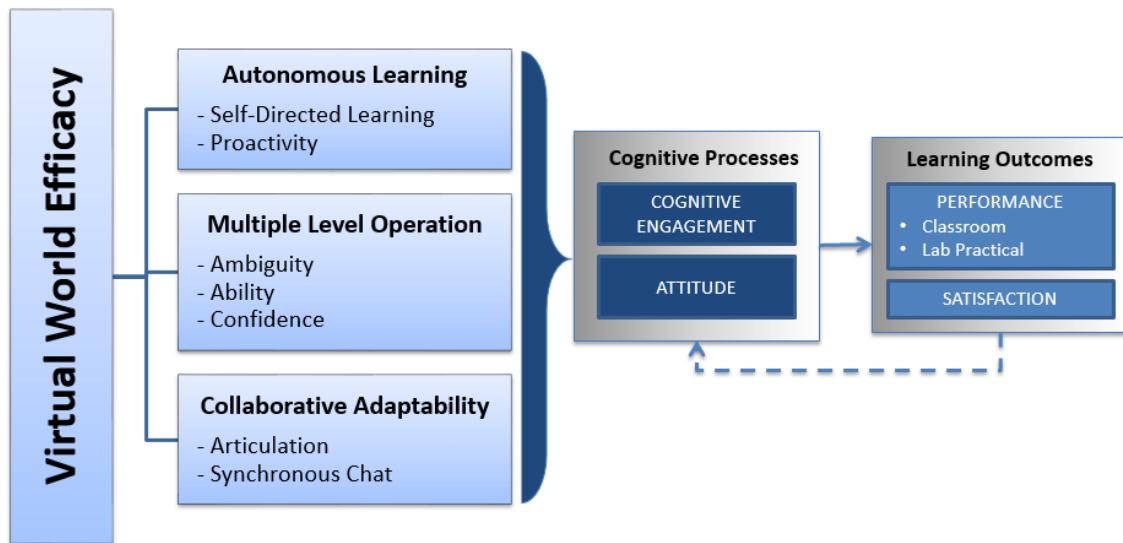 Virtual World Efficacy
Autonomous Learning
- Self-Directed Learning
- Proactivity
Multiple Level Operation
- Ambiguity
- Ability
- Confidence
Collaborative Adaptability
- Articulation
- Synchronous Chat
Cognitive Processes
COGNITIVE
ENGAGEMENT
ATTITUDE
Learning Outcomes
PERFORMANCE
• Classroom
• Lab Practical
SATISFACTION